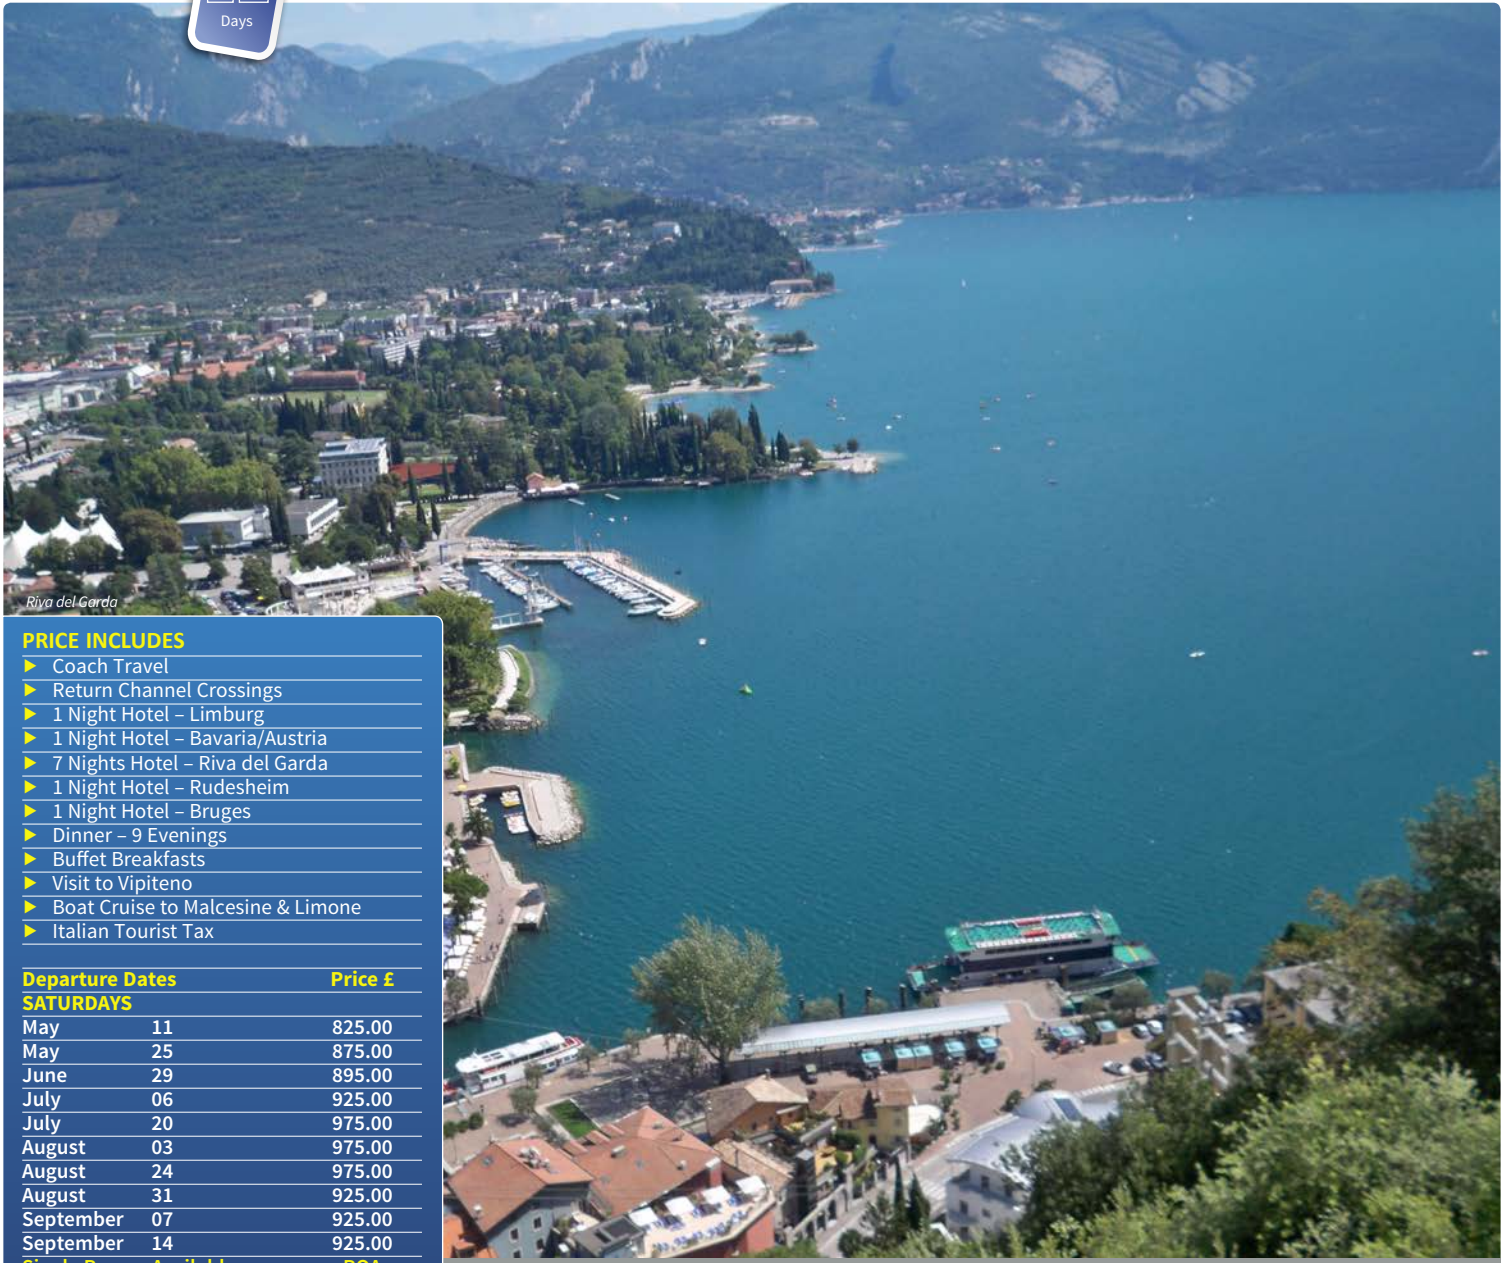 Days
Riva del Garda
PRICE INCLUDES
Coach Travel
Return Channel Crossings
1 Night Hotel – Limburg
1 Night Hotel – Bavaria/Austria
7 Nights Hotel – Riva del Garda
1 Night Hotel – Rudesheim
1 Night Hotel – Bruges
Dinner – 9 Evenings
Buffet Breakfasts
Visit to Vipiteno
Boat Cruise to Malcesine & Limone
Italian Tourist Tax
Departure Dates Price £
SATURDAYS
May 11 825.00
May 25 875.00
June 29 895.00
July 06 925.00
July 20 975.00
August 03 975.00
August 24 975.00
August 31 925.00
September 07 925.00
September 14 925.00